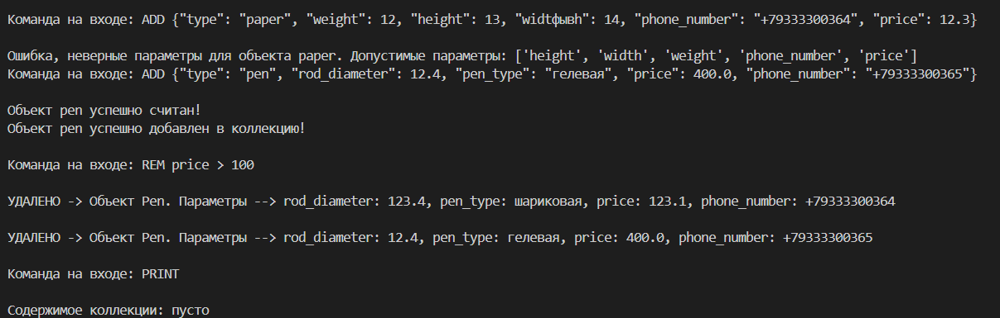 Команда на входе: ADD {"type": "paper", "weight": 12, "height": 13, "widtфывh": 14, "phone_number": "+79333300364", "price": 12.3}
Ошибка, неверные параметры для объекта paper. Допустимые параметры: ['height', 'width', 'weight', 'phone_number', 'price']
Команда на входе: ADD {"type": "pen", "rod_diameter": 12.4, "pen_type": "гелевая", "price": 400.0, "phone_number": "+79333300365"}
Объект pen успешно считан!
Объект pen успешно добавлен в коллекцию!
Команда на входе: REM price > 100
УДАЛЕНО -> Объект Pen. Параметры --> rod_diameter: 123.4, pen_type: шариковая, price: 123.1, phone_number: +79333300364
УДАЛЕНО -> Объект Pen. Параметры --> rod_diameter: 12.4, pen_type: гелевая, price: 400.0, phone_number: +79333300365
Команда на входе: PRINT
Содержимое коллекции: пусто